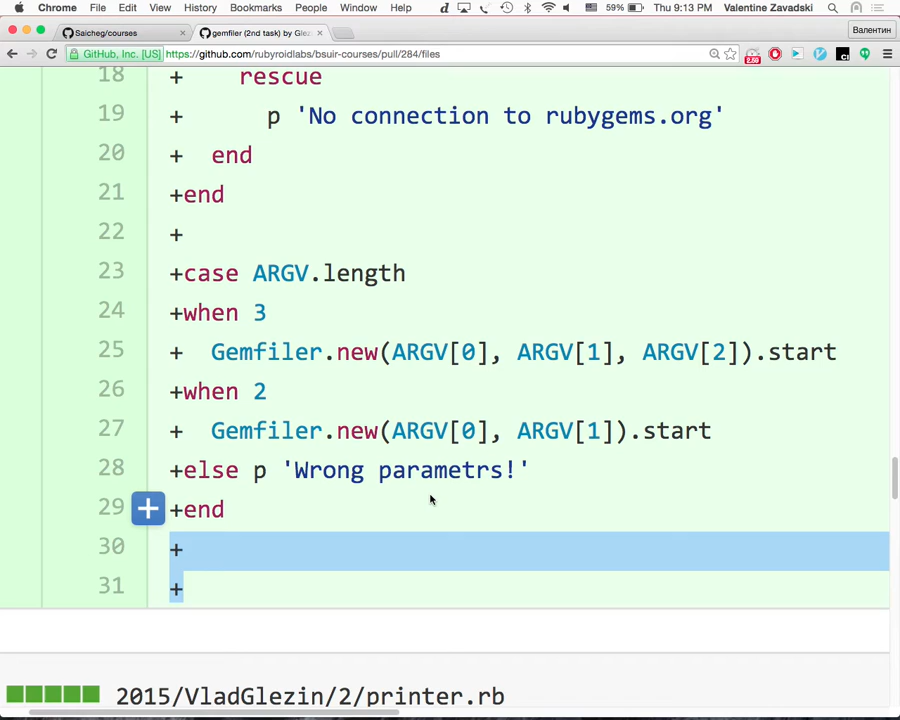 Chrome File Edit View History Bookmarks People Window Help 59% Thu 9:13 PM Valentine Zavadski
Saicheg/courses gemfiler (2nd task) by Glez Валентин
GitHub, Inc. [US] https://github.com/rubyroidlabs/bsuir-courses/pull/284/files
18 + rescue
19 + p 'No connection to rubygems.org'
20 + end
21 +end
22 +
23 +case ARGV.length
24 +when 3
25 + Gemfiler.new(ARGV[0], ARGV[1], ARGV[2]).start
26 +when 2
27 + Gemfiler.new(ARGV[0], ARGV[1]).start
28 +else p 'Wrong parametrs!'
29 +end
30 +
31 +
2015/VladGlezin/2/printer.rb